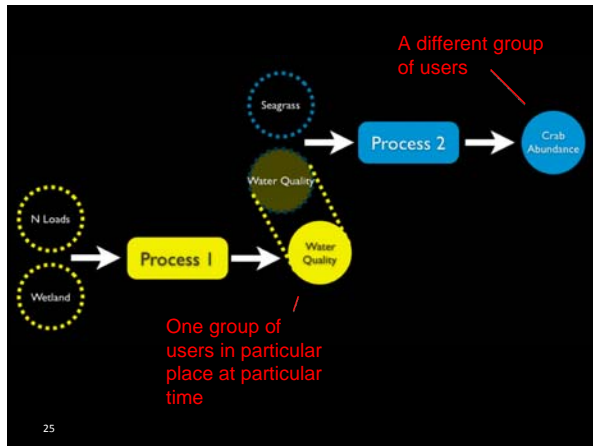 A different group
of users
Seagrass
Process 2
Crab
Abundance
Water Quality
N Loads
Process 1
Water
Quality
Wetland
One group of
users in particular
place at particular
time
25